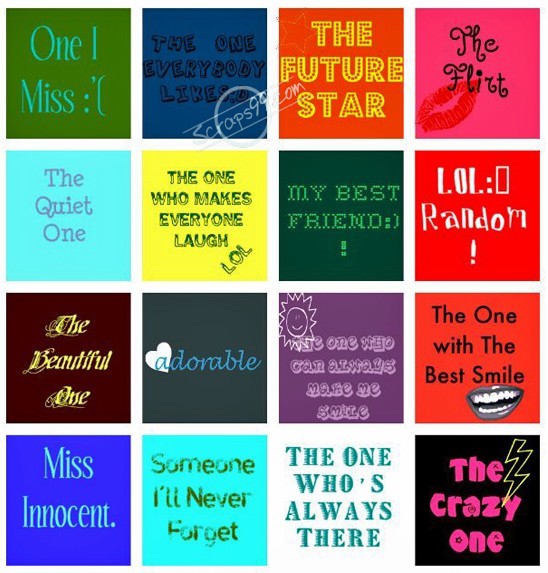 One I
Miss :'(
THE ONE
EVERYBODY
LIKES:D
THE
FUTURE
STAR
The
Flirt
Scraps99.com
The
Quiet
One
THE ONE
WHO MAKES
EVERYONE
LAUGH
LOL
MY BEST
FRIEND:)
!
LOL:
Random
!
The
Beautiful
One
adorable
The one who
can always
make me
smile
The One
with The
Best Smile
Miss
Innocent.
Someone
I'll Never
Forget
THE ONE
WHO'S
ALWAYS
THERE
The
Crazy
One